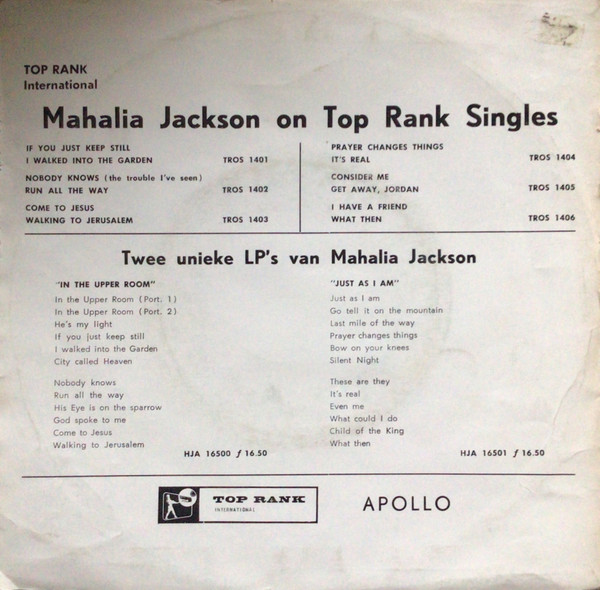 TOP RANK
International
Mahalia Jackson on Top Rank Singles
IF YOU JUST KEEP STILL
I WALKED INTO THE GARDEN TROS 1401
NOBODY KNOWS (the trouble I've seen)
RUN ALL THE WAY TROS 1402
COME TO JESUS
WALKING TO JERUSALEM TROS 1403
PRAYER CHANGES THINGS
IT'S REAL TROS 1404
CONSIDER ME
GET AWAY, JORDAN TROS 1405
I HAVE A FRIEND
WHAT THEN TROS 1406
Twee unieke LP's van Mahalia Jackson
"IN THE UPPER ROOM"
In the Upper Room (Port. 1)
In the Upper Room (Port. 2)
He's my light
If you just keep still
I walked into the Garden
City called Heaven
Nobody knows
Run all the way
His Eye is on the sparrow
God spoke to me
Come to Jesus
Walking to Jerusalem
HJA 16500 ƒ 16.50
"JUST AS I AM"
Just as I am
Go tell it on the mountain
Last mile of the way
Prayer changes things
Bow on your knees
Silent Night
These are they
It's real
Even me
What could I do
Child of the King
What then
HJA 16501 ƒ 16.50
TOP RANK
INTERNATIONAL
APOLLO